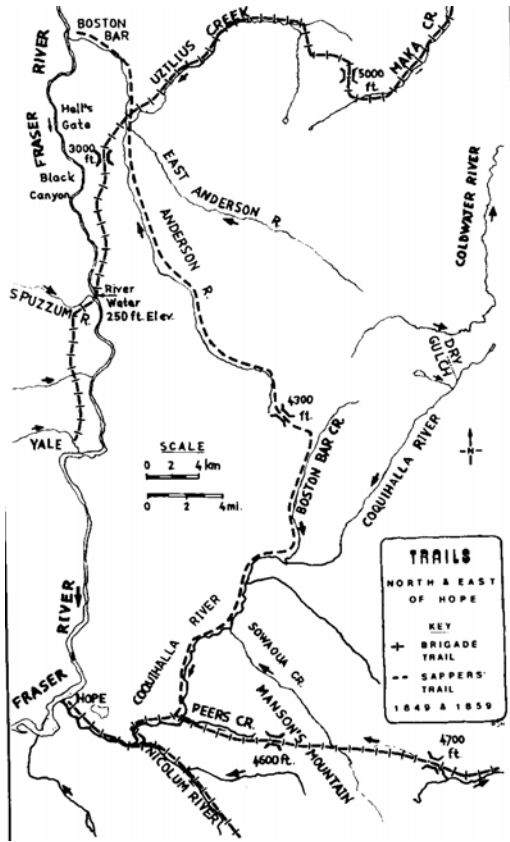 BOSTON
BAR
RIVER
UZTILIUS CREEK
5000
ft.
MAKA CR.
Hell's
Gate
3000
ft.
FRASER
Black
Canyon
EAST ANDERSON R.
COLDWATER RIVER
ANDERSON R.
River
Water
250 ft. Elev.
SPUZZUM R.
DRY
GULCH
4300
ft.
YALE
SCALE
0 2 4 km
0 2 4 mi.
BOSTON BAR CR.
COQUIHALLA RIVER
N
TRAILS
NORTH & EAST
OF HOPE
KEY
BRIGADE
TRAIL
SAPPERS'
TRAIL
1849 & 1859
RIVER
FRASER
HOPE
COQUIHALLA RIVER
SOWAQUA CR.
PEERS CR.
MANSON'S MOUNTAIN
4600 ft.
4700
ft.
NICOLUM RIVER